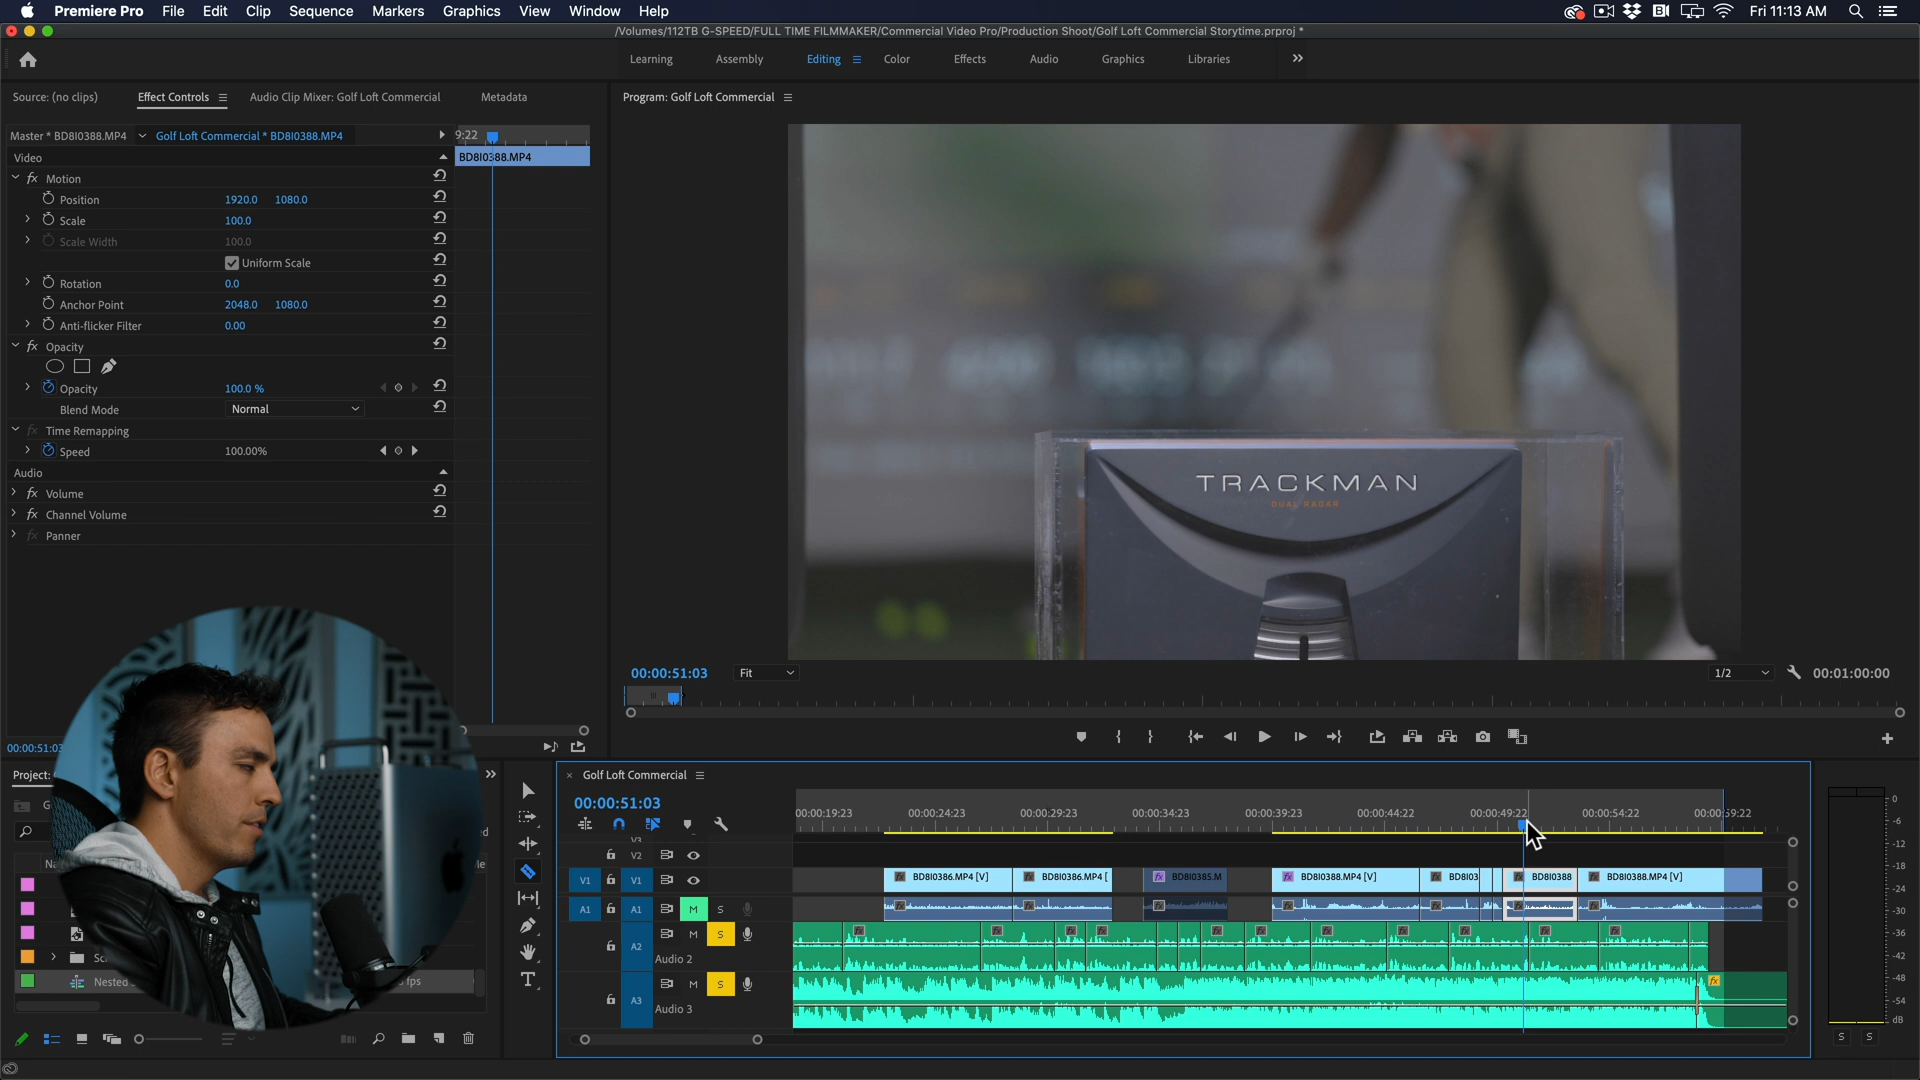 Premiere Pro File Edit Clip Sequence Markers Graphics View Window Help Fri 11:13 AM
/Volumes/112TB G-SPEED/FULL TIME FILMMAKER/Commercial Video Pro/Production Shoot/Golf Loft Commercial Storytime.prproj *
Learning Assembly Editing Color Effects Audio Graphics Libraries
Source: (no clips) Effect Controls Audio Clip Mixer: Golf Loft Commercial Metadata
Program: Golf Loft Commercial
Master * BD8I0388.MP4 Golf Loft Commercial * BD8I0388.MP4 9:22
Video BD8I0388.MP4
fx Motion
Position 1920.0 1080.0
Scale 100.0
Scale Width 100.0
Uniform Scale
Rotation 0.0
Anchor Point 2048.0 1080.0
Anti-flicker Filter 0.00
fx Opacity
Opacity 100.0 %
Blend Mode Normal
fx Time Remapping
Speed 100.00%
Audio
fx Volume
fx Channel Volume
fx Panner
TRACKMAN
DUAL RADAR
00:00:51:03 Fit 1/2 00:01:00:00
00:00:51:03
Project:
Nested
Golf Loft Commercial
00:00:51:03
00:00:19:23 00:00:24:23 00:00:29:23 00:00:34:23 00:00:39:23 00:00:44:22 00:00:49:22 00:00:54:22 00:00:59:22
V2
V1 V1 BD8I0386.MP4 [V] BD8I0386.MP4 [ BD8I0385.M BD8I0388.MP4 [V] BD8I03 BD8I0388 BD8I0388.MP4 [V]
A1 A1 M S
A2 M S
Audio 2
A3 M S
Audio 3
0
-6
-12
-18
-24
-30
-36
-42
-48
-54
dB
S S